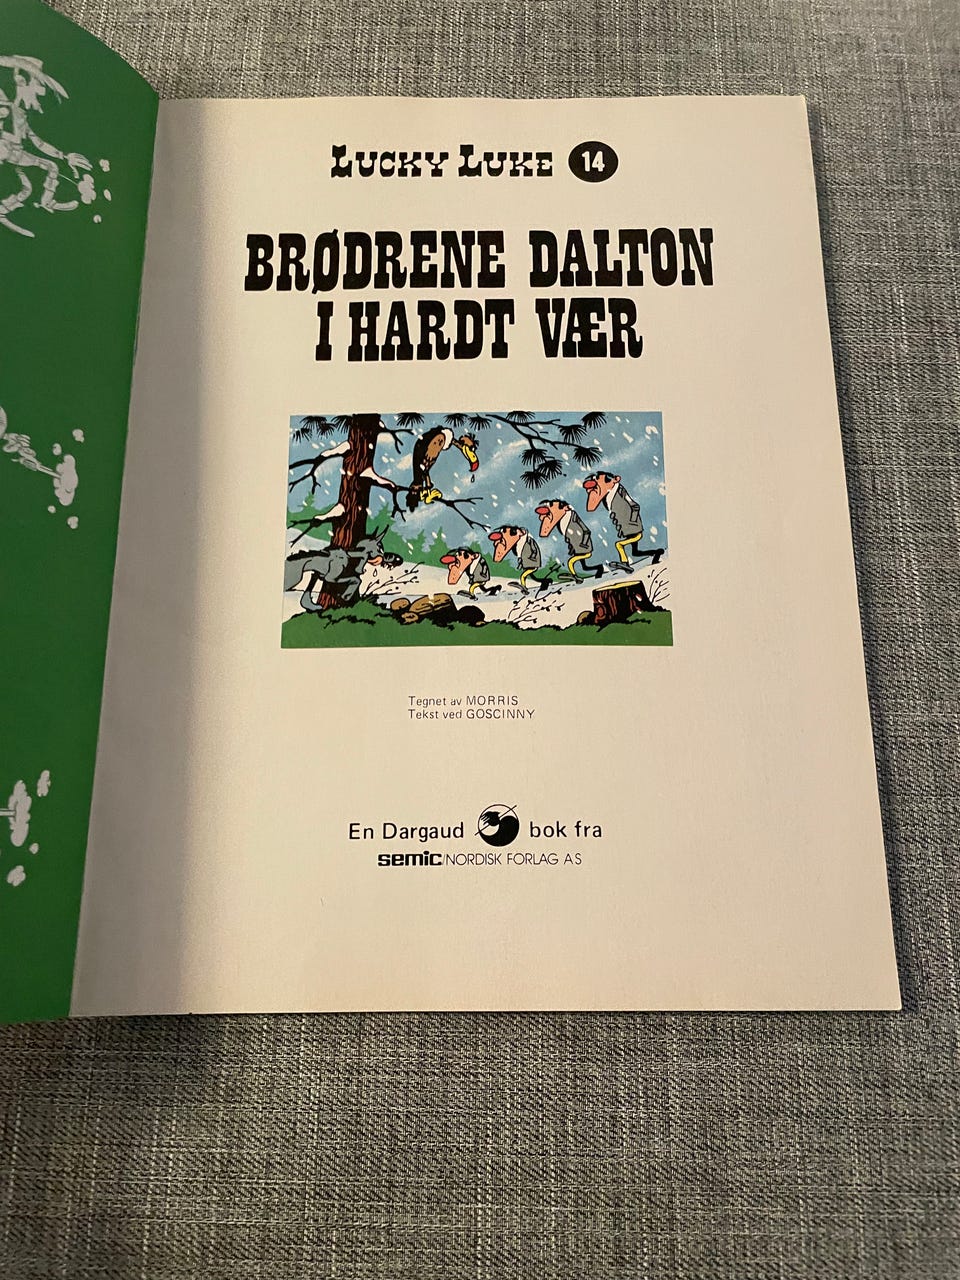 LUCKY LUKE 14
BRØDRENE DALTON
I HARDT VÆR
Tegnet av MORRIS
Tekst ved GOSCINNY
En Dargaud bok fra
semic/NORDISK FORLAG AS